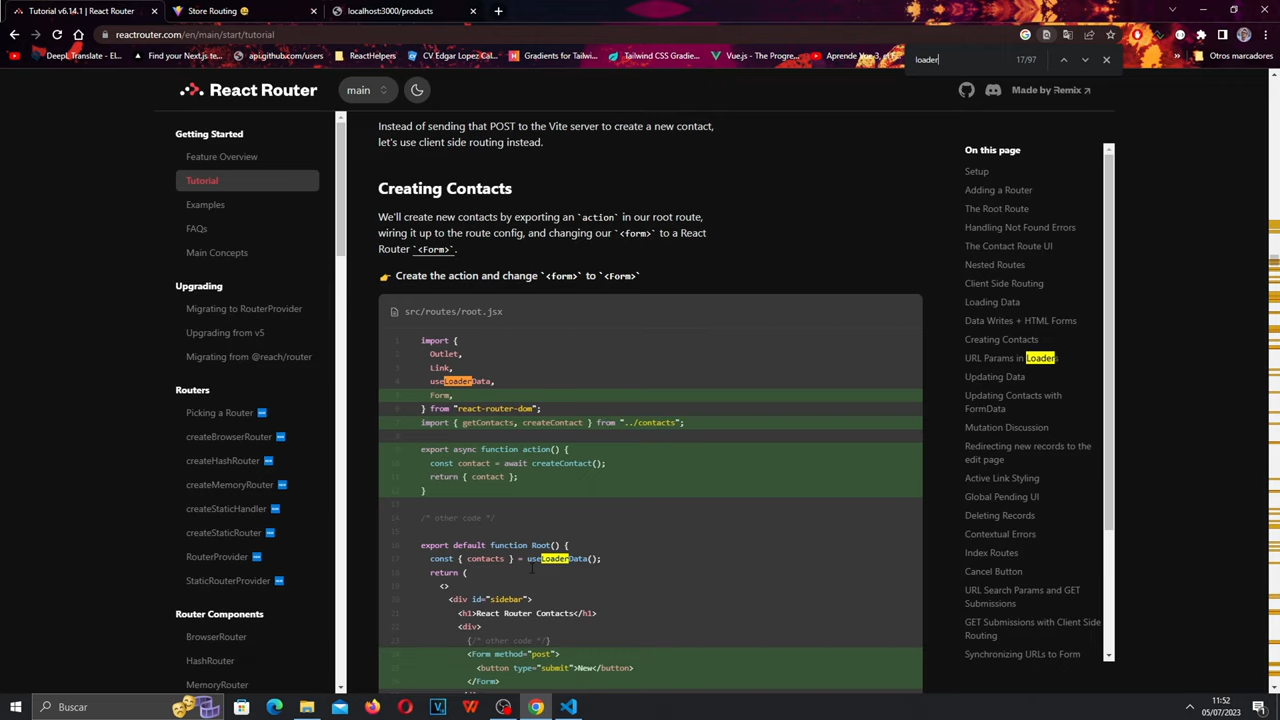 Tutorial v6.14.1 | React Router
Store Routing 😃
localhost:3000/products
reactrouter.com/en/main/start/tutorial
DeepL Translate
Find your next tem...
api.github.com/users
ReactHelpers
CV Edgar Lopez Cal...
Gradients for Tailwi...
Tailwind CSS Gradie...
Vue.js - The Progress...
Aprende Vue 3
Otros marcadores
loader
17/97
React Router
main
Made by Remix
Getting Started
Feature Overview
Tutorial
Examples
FAQs
Main Concepts
Upgrading
Migrating to RouterProvider
Upgrading from v5
Migrating from @reach/router
Routers
Picking a Router
createBrowserRouter
createHashRouter
createMemoryRouter
createStaticHandler
createStaticRouter
RouterProvider
StaticRouterProvider
Router Components
BrowserRouter
HashRouter
MemoryRouter
Instead of sending that POST to the Vite server to create a new contact,
let's use client side routing instead.
Creating Contacts
We'll create new contacts by exporting an `action` in our root route,
wiring it up to the route config, and changing our `<form>` to a React
Router `<Form>`.
👉 Create the action and change `<form>` to `<Form>`
src/routes/root.jsx
import {
Outlet,
Link,
useLoaderData,
Form,
} from "react-router-dom";
import { getContacts, createContact } from "../contacts";
export async function action() {
const contact = await createContact();
return { contact };
}
/* other code */
export default function Root() {
const { contacts } = useLoaderData();
return (
<>
<div id="sidebar">
<h1>React Router Contacts</h1>
<div>
{/* other code */}
<Form method="post">
<button type="submit">New</button>
</Form>
On this page
Setup
Adding a Router
The Root Route
Handling Not Found Errors
The Contact Route UI
Nested Routes
Client Side Routing
Loading Data
Data Writes + HTML Forms
Creating Contacts
URL Params in Loaders
Updating Data
Updating Contacts with
FormData
Mutation Discussion
Redirecting new records to the
edit page
Active Link Styling
Global Pending UI
Deleting Records
Contextual Errors
Index Routes
Cancel Button
URL Search Params and GET
Submissions
GET Submissions with Client Side
Routing
Synchronizing URLs to Form
Buscar
11:52
05/07/2023